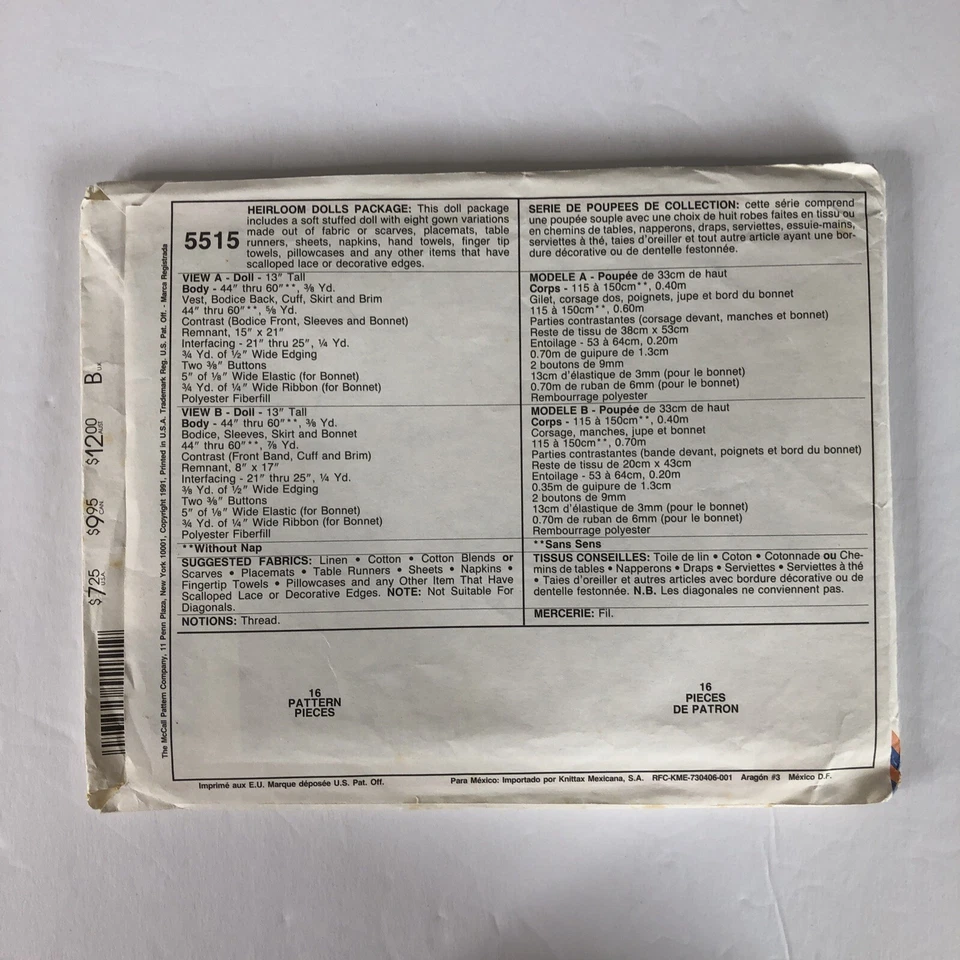 HEIRLOOM DOLLS PACKAGE: This doll package
includes a soft stuffed doll with eight gown variations
5515 made out of fabric or scarves, placemats, table
runners, sheets, napkins, hand towels, finger tip
towels, pillowcases and any other items that have
scalloped lace or decorative edges.
VIEW A - Doll - 13" Tall
Body - 44" thru 60"**, ⅜ Yd.
Vest, Bodice Back, Cuff, Skirt and Brim
44" thru 60"**, ⅝ Yd.
Contrast (Bodice Front, Sleeves and Bonnet)
Remnant, 15" x 21"
Interfacing - 21" thru 25", ¼ Yd.
¾ Yd. of ½" Wide Edging
Two ⅜" Buttons
5" of ⅛" Wide Elastic (for Bonnet)
¾ Yd. of ¼" Wide Ribbon (for Bonnet)
Polyester Fiberfill
VIEW B - Doll - 13" Tall
Body - 44" thru 60"**, ⅜ Yd.
Bodice, Sleeves, Skirt and Bonnet
44" thru 60"**, ⅞ Yd.
Contrast (Front Band, Cuff and Brim)
Remnant, 8" x 17"
Interfacing - 21" thru 25", ¼ Yd.
⅜ Yd. of ½" Wide Edging
Two ⅜" Buttons
5" of ⅛" Wide Elastic (for Bonnet)
¾ Yd. of ¼" Wide Ribbon (for Bonnet)
Polyester Fiberfill
**Without Nap
SUGGESTED FABRICS: Linen • Cotton • Cotton Blends or
Scarves • Placemats • Table Runners • Sheets • Napkins •
Fingertip Towels • Pillowcases and any Other Item That Have
Scalloped Lace or Decorative Edges. NOTE: Not Suitable For
Diagonals.
NOTIONS: Thread.
16
PATTERN
PIECES
SERIE DE POUPEES DE COLLECTION: cette série comprend
une poupée souple avec une choix de huit robes faites en tissu ou
en chemins de tables, napperons, draps, serviettes, essuie-mains,
serviettes à thé, taies d'oreiller et tout autre article ayant une bor-
dure décorative ou de dentelle festonnée.
MODELE A - Poupée de 33cm de haut
Corps - 115 à 150cm**, 0.40m
Gilet, corsage dos, poignets, jupe et bord du bonnet
115 à 150cm**, 0.60m
Parties contrastantes (corsage devant, manches et bonnet)
Reste de tissu de 38cm x 53cm
Entoilage - 53 à 64cm, 0.20m
0.70m de guipure de 1.3cm
2 boutons de 9mm
13cm d'élastique de 3mm (pour le bonnet)
0.70m de ruban de 6mm (pour le bonnet)
Rembourrage polyester
MODELE B - Poupée de 33cm de haut
Corps - 115 à 150cm**, 0.40m
Corsage, manches, jupe et bonnet
115 à 150cm**, 0.70m
Parties contrastantes (bande devant, poignets et bord du bonnet)
Reste de tissu de 20cm x 43cm
Entoilage - 53 à 64cm, 0.20m
0.35m de guipure de 1.3cm
2 boutons de 9mm
13cm d'élastique de 3mm (pour le bonnet)
0.70m de ruban de 6mm (pour le bonnet)
Rembourrage polyester
**Sans Sens
TISSUS CONSEILLES: Toile de lin • Coton • Cotonnade ou Che-
mins de tables • Napperons • Draps • Serviettes • Serviettes à thé
• Taies d'oreiller et autres articles avec bordure décorative ou de
dentelle festonnée. N.B. Les diagonales ne conviennent pas.
MERCERIE: Fil.
16
PIECES
DE PATRON
Imprimé aux E.U. Marque déposée U.S. Pat. Off.
Para México: Importado por Knittax Mexicana, S.A. RFC-KME-730406-001 Aragón #3 México D.F.
The McCall Pattern Company, 11 Penn Plaza, New York 10001, Copyright 1991, Printed in U.S.A. Trademark Reg. U.S. Pat. Off. - Marca Registrada
$7.25 USA $9.95 CAN. $12.00 AUST B U.K.